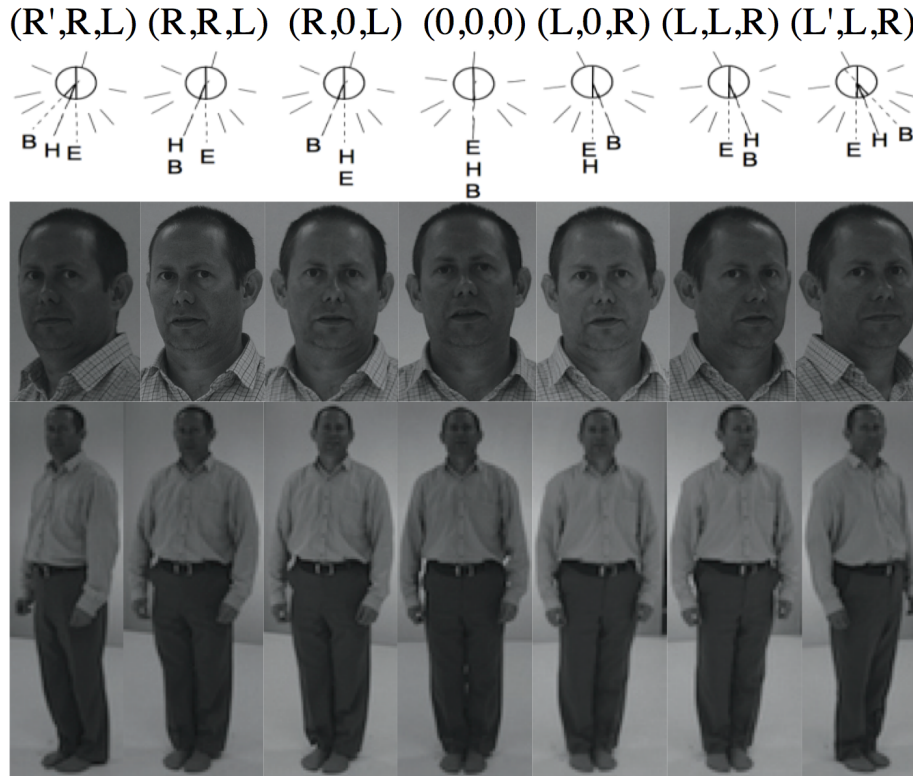 (R',R,L) (R,R,L) (R,0,L) (0,0,0) (L,0,R) (L,L,R) (L',L,R)
B H E
H
B E
B H
E
E
H
B
E
H B
E H
B
E H B